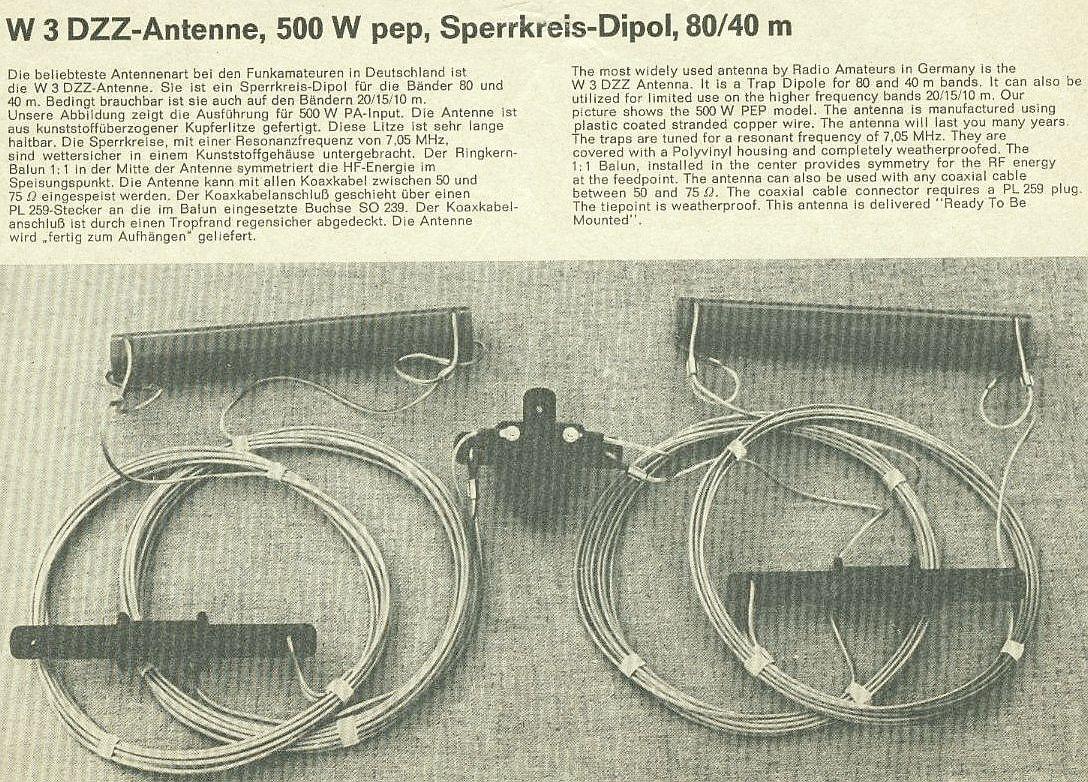 W 3 DZZ-Antenne, 500 W pep, Sperrkreis-Dipol, 80/40 m
Die beliebteste Antennenart bei den Funkamateuren in Deutschland ist
die W 3 DZZ-Antenne. Sie ist ein Sperrkreis-Dipol für die Bänder 80 und
40 m. Bedingt brauchbar ist sie auch auf den Bändern 20/15/10 m.
Unsere Abbildung zeigt die Ausführung für 500 W PA-Input. Die Antenne ist
aus kunststoffüberzogener Kupferlitze gefertigt. Diese Litze ist sehr lange
haltbar. Die Sperrkreise, mit einer Resonanzfrequenz von 7,05 MHz,
sind wettersicher in einem Kunststoffgehäuse untergebracht. Der Ringkern-
Balun 1:1 in der Mitte der Antenne symmetriert die HF-Energie im
Speisungspunkt. Die Antenne kann mit allen Koaxkabel zwischen 50 und
75 Ω eingespeist werden. Der Koaxkabelanschluß geschieht über einen
PL 259-Stecker an die im Balun eingesetzte Buchse SO 239. Der Koaxkabel-
anschluß ist durch einen Tropfrand regensicher abgedeckt. Die Antenne
wird „fertig zum Aufhängen" geliefert.
The most widely used antenna by Radio Amateurs in Germany is the
W 3 DZZ Antenna. It is a Trap Dipole for 80 and 40 m bands. It can also be
utilized for limited use on the higher frequency bands 20/15/10 m. Our
picture shows the 500 W PEP model. The antenna is manufactured using
plastic coated stranded copper wire. The antenna will last you many years.
The traps are tuned for a resonant frequency of 7,05 MHz. They are
covered with a Polyvinyl housing and completely weatherproofed. The
1:1 Balun, installed in the center provides symmetry for the RF energy
at the feedpoint. The antenna can also be used with any coaxial cable
between 50 and 75 Ω. The coaxial cable connector requires a PL 259 plug.
The tiepoint is weatherproof. This antenna is delivered "Ready To Be
Mounted".